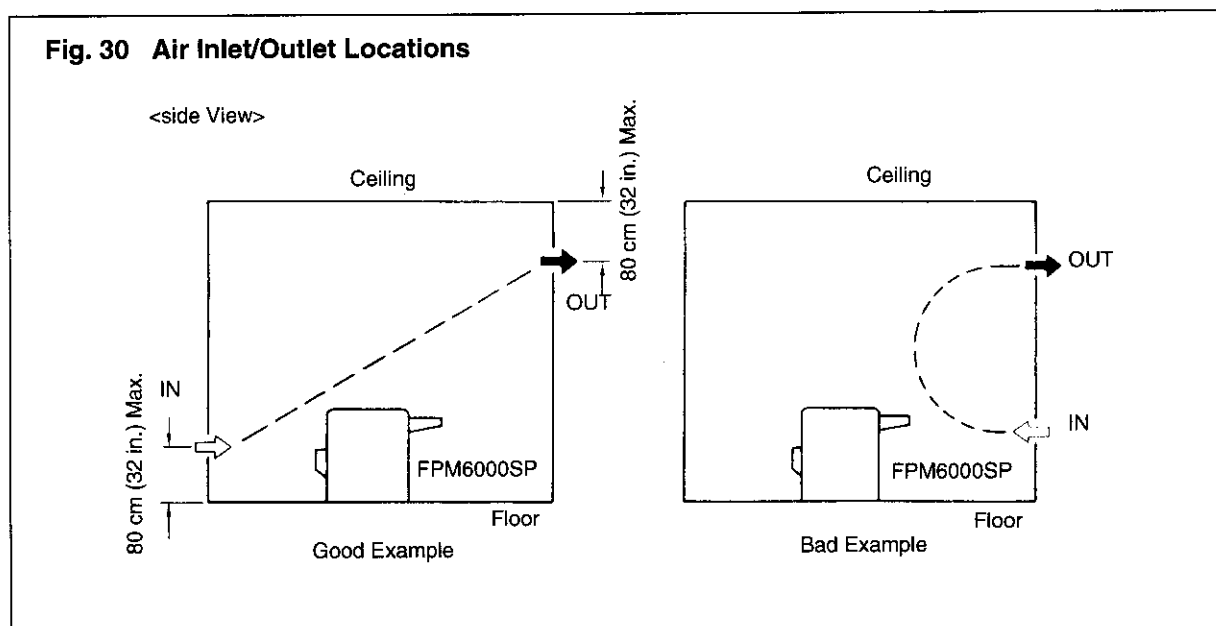 Fig. 30 Air Inlet/Outlet Locations
<side View>
80 cm (32 in.) Max.
Ceiling
OUT
IN
80 cm (32 in.) Max.
FPM6000SP
Floor
Good Example
Ceiling
OUT
IN
FPM6000SP
Floor
Bad Example